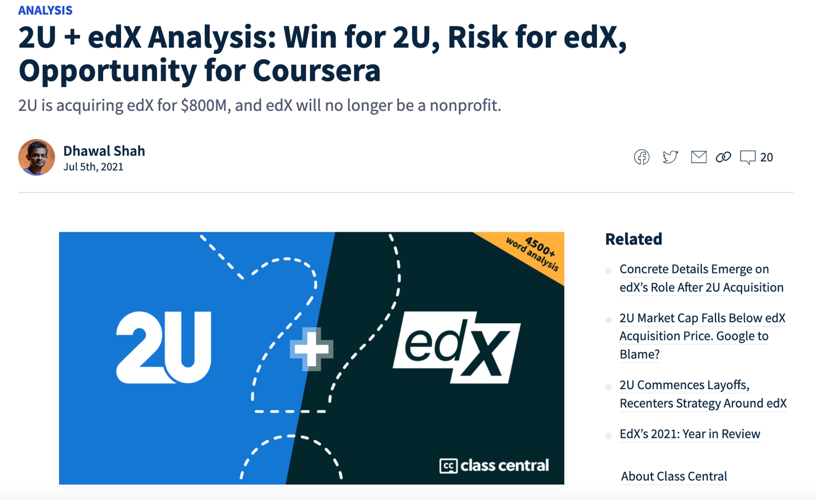 ANALYSIS
2U + edX Analysis: Win for 2U, Risk for edX,
Opportunity for Coursera
2U is acquiring edX for $800M, and edX will no longer be a nonprofit.
Dhawal Shah
Jul 5th, 2021
20
4500+
word analysis
2U
edX
cc class central
Related
Concrete Details Emerge on
edX's Role After 2U Acquisition
2U Market Cap Falls Below edX
Acquisition Price. Google to
Blame?
2U Commences Layoffs,
Recenters Strategy Around edX
EdX's 2021: Year in Review
About Class Central